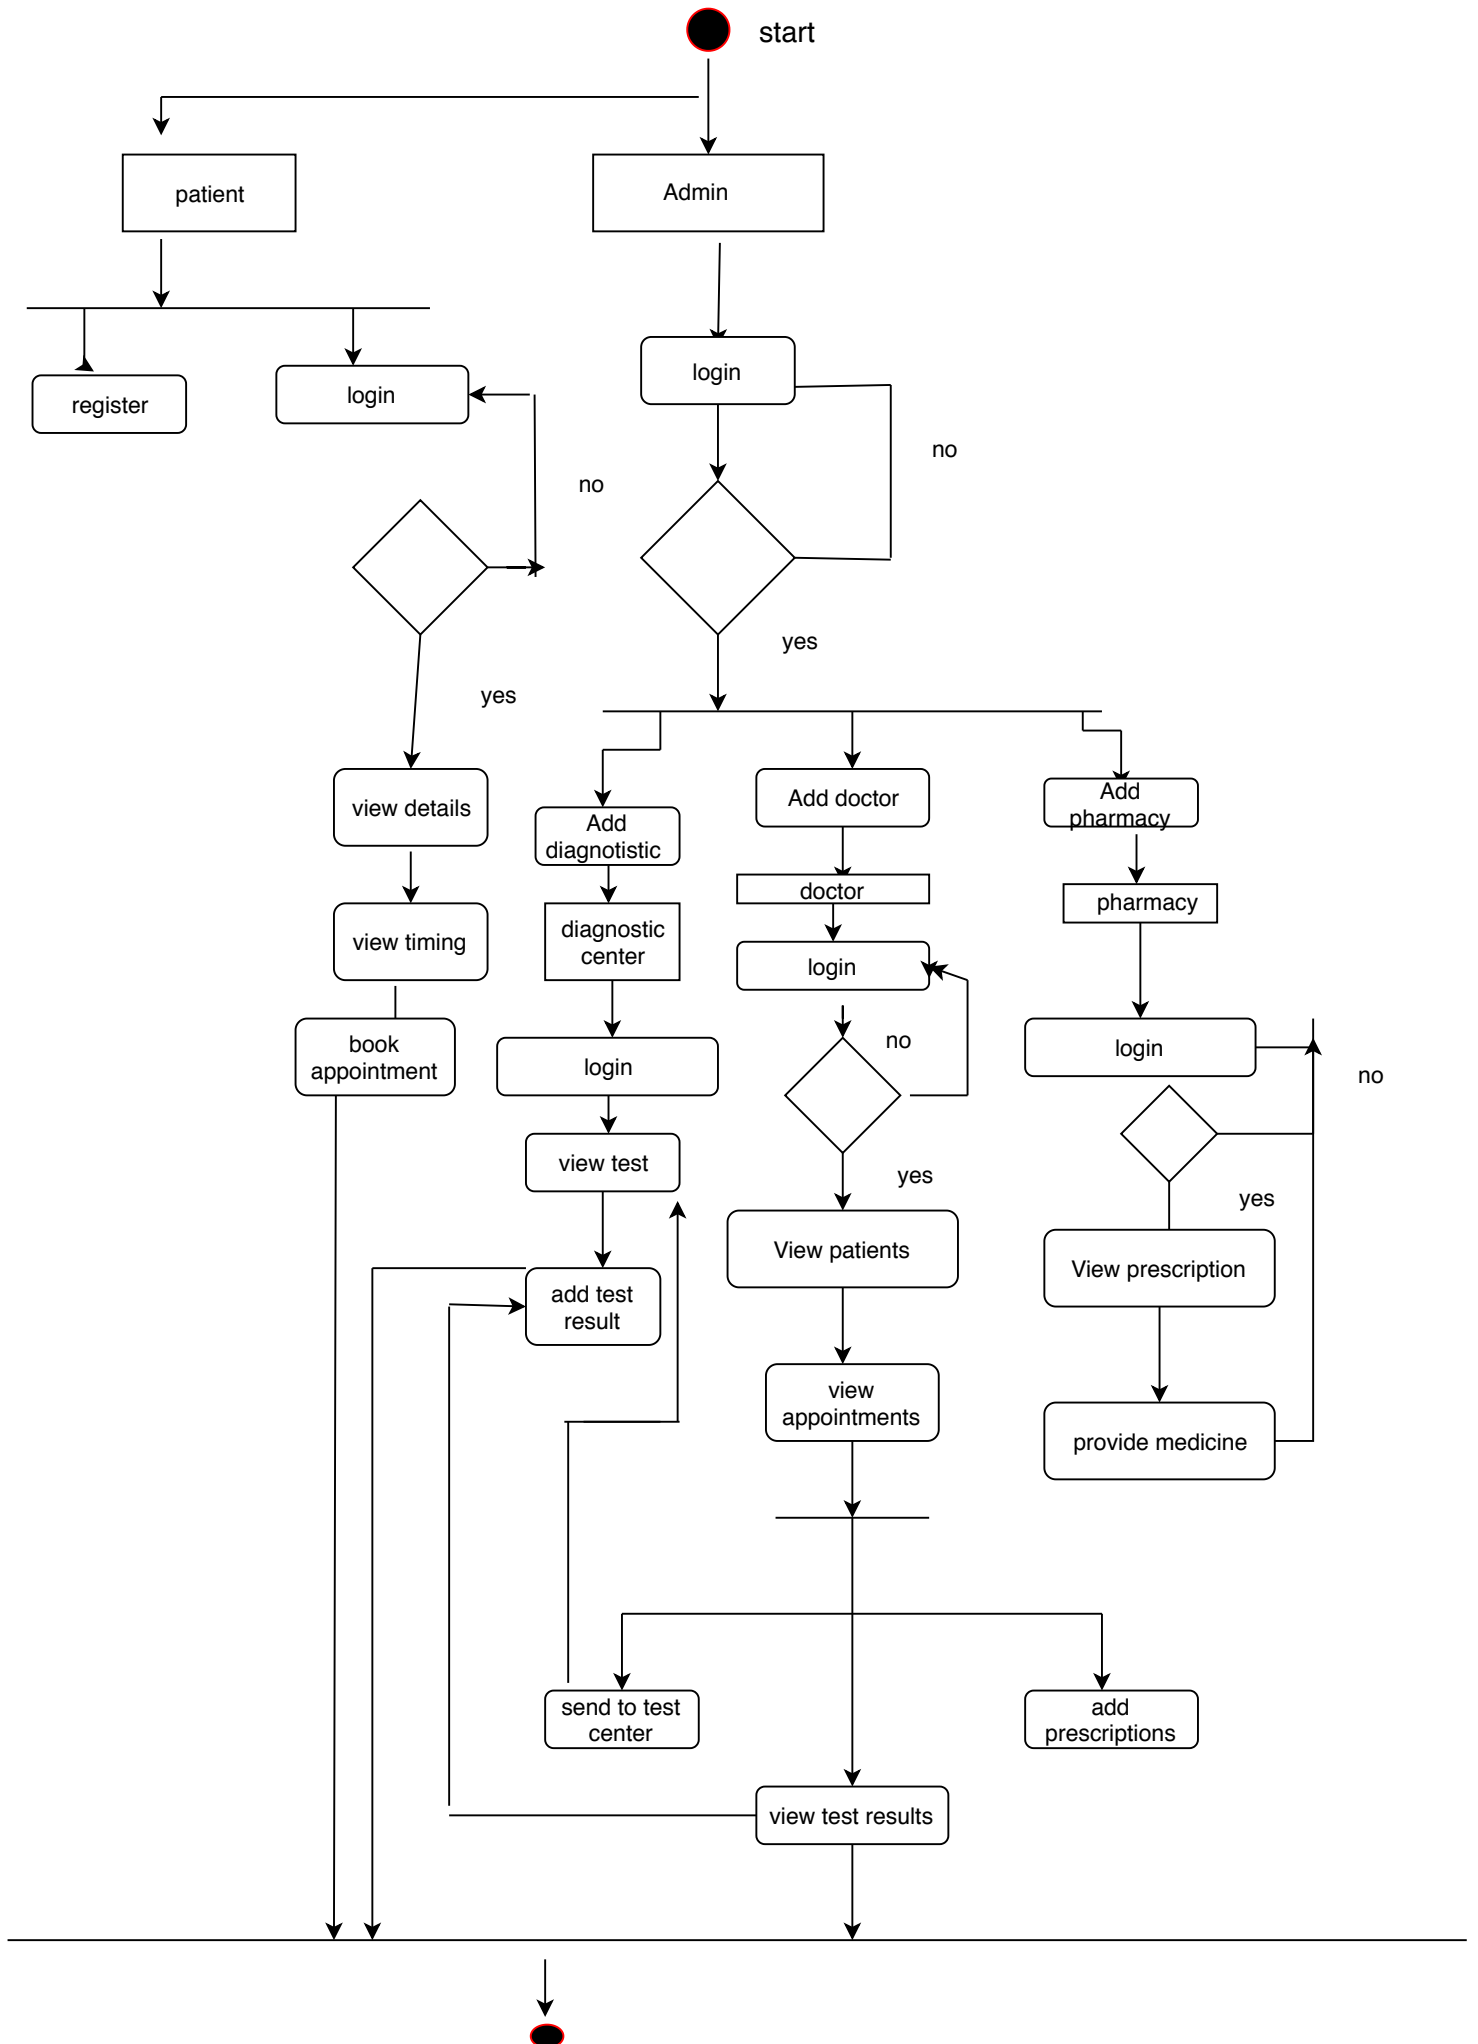 start
patient
Admin
login
register
login
no
no
yes
yes
view details
Add doctor
Add
pharmacy
Add
diagnotistic
doctor
pharmacy
diagnostic
center
view timing
login
book
appointment
login
no
login
no
view test
yes
yes
View patients
View prescription
add test
result
view
appointments
provide medicine
send to test
center
add
prescriptions
view test results